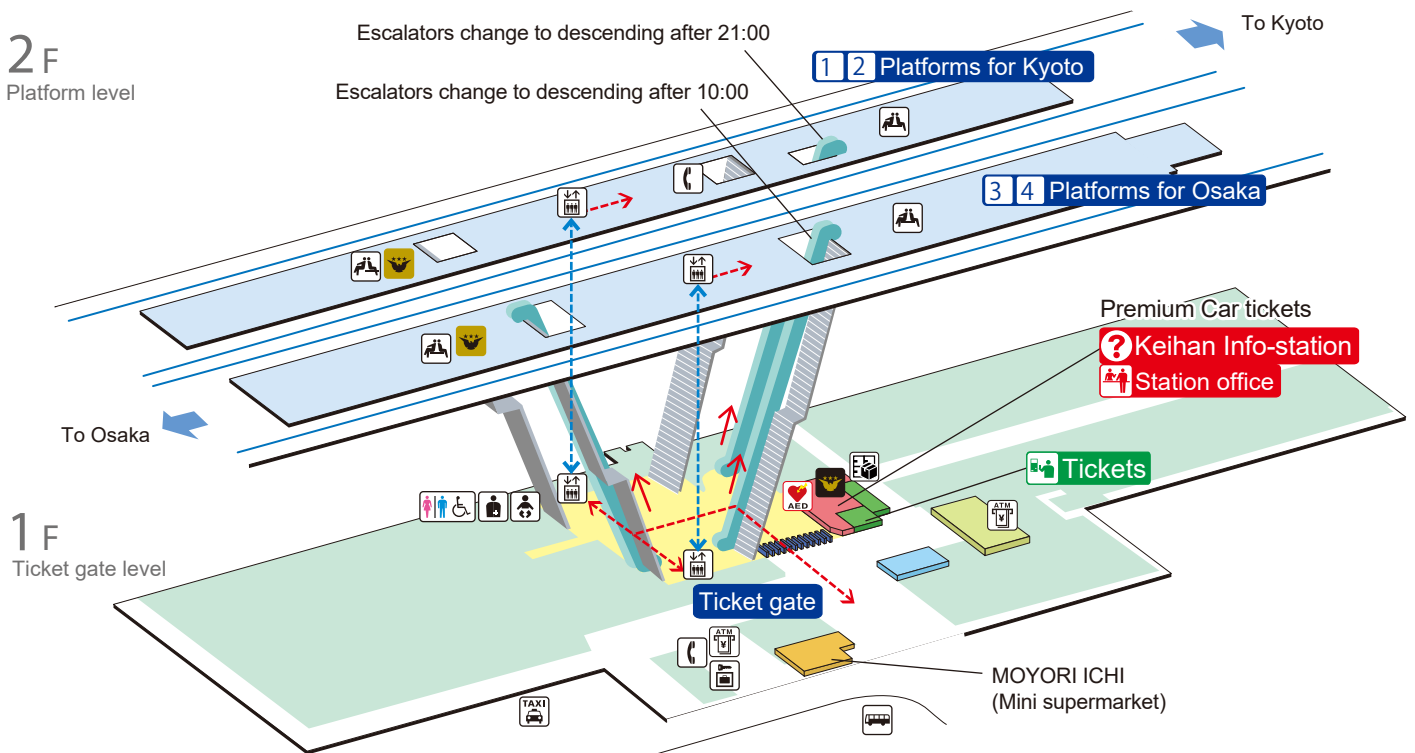 2 F
Platform level
Escalators change to descending after 21:00
Escalators change to descending after 10:00
To Kyoto
1 2 Platforms for Kyoto
3 4 Platforms for Osaka
To Osaka
Premium Car tickets
? Keihan Info-station
Station office
Tickets
AED
ATM
¥
1 F
Ticket gate level
Ticket gate
ATM
¥
MOYORI ICHI
(Mini supermarket)
TAXI